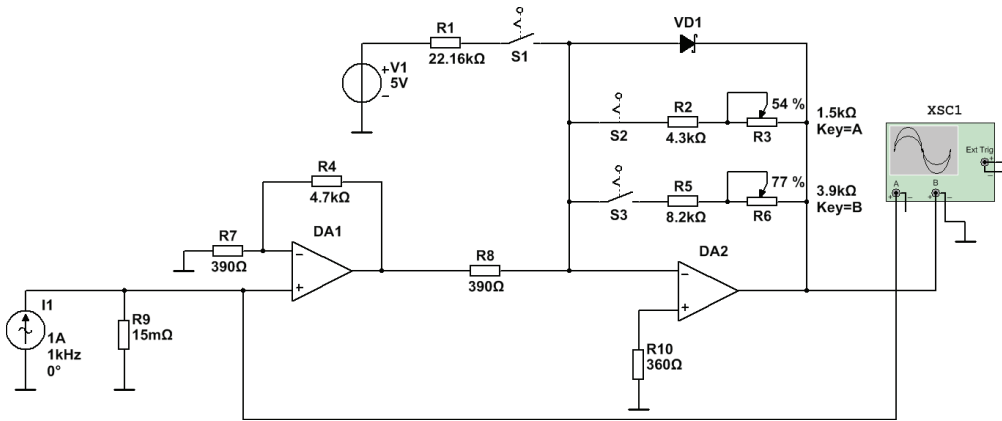 R1
22.16kΩ
S1
VD1
+
V1
5V
−
S2
R2
4.3kΩ
54 %
R3
1.5kΩ
Key=A
XSC1
Ext Trig
+
−
A
B
+ − + −
S3
R5
8.2kΩ
77 %
R6
3.9kΩ
Key=B
R4
4.7kΩ
DA1
R7
390Ω
−
+
R8
390Ω
DA2
−
+
I1
1A
1kHz
0°
R9
15mΩ
R10
360Ω